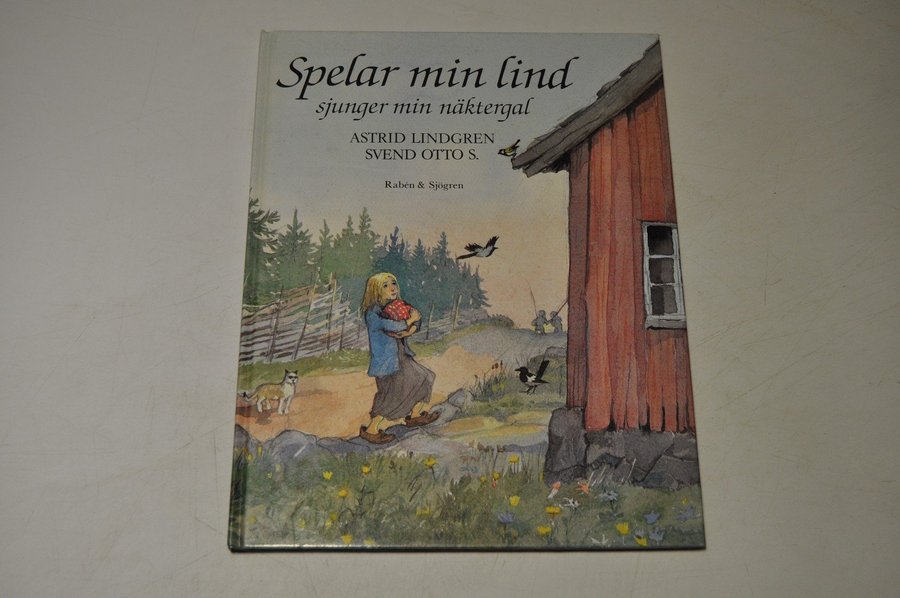 Spelar min lind
sjunger min näktergal
ASTRID LINDGREN
SVEND OTTO S.
Rabén & Sjögren